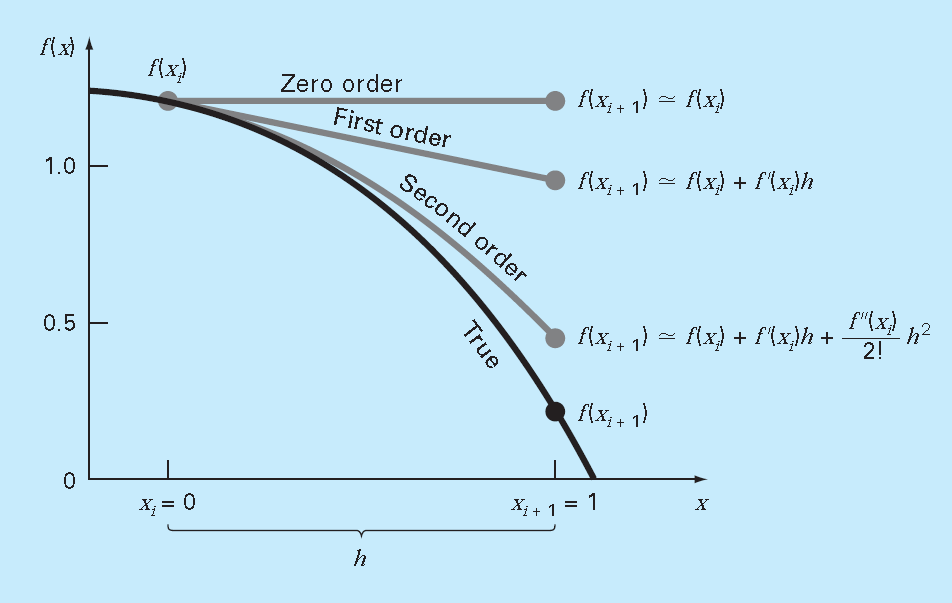 f(x)
f(xᵢ)
Zero order
f(xᵢ₊₁) ≃ f(xᵢ)
First order
1.0
f(xᵢ₊₁) ≃ f(xᵢ) + f′(xᵢ)h
Second order
0.5
True
f(xᵢ₊₁) ≃ f(xᵢ) + f′(xᵢ)h + f″(xᵢ)/2! h²
f(xᵢ₊₁)
0
xᵢ = 0
xᵢ₊₁ = 1
x
h